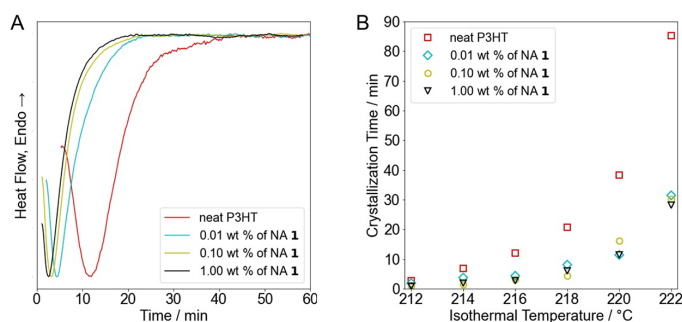 A
Heat Flow, Endo →
neat P3HT
0.01 wt % of NA 1
0.10 wt % of NA 1
1.00 wt % of NA 1
0 10 20 30 40 50 60
Time / min
B
Crystallization Time / min
90
80
70
60
50
40
30
20
10
0
neat P3HT
0.01 wt % of NA 1
0.10 wt % of NA 1
1.00 wt % of NA 1
212 214 216 218 220 222
Isothermal Temperature / °C